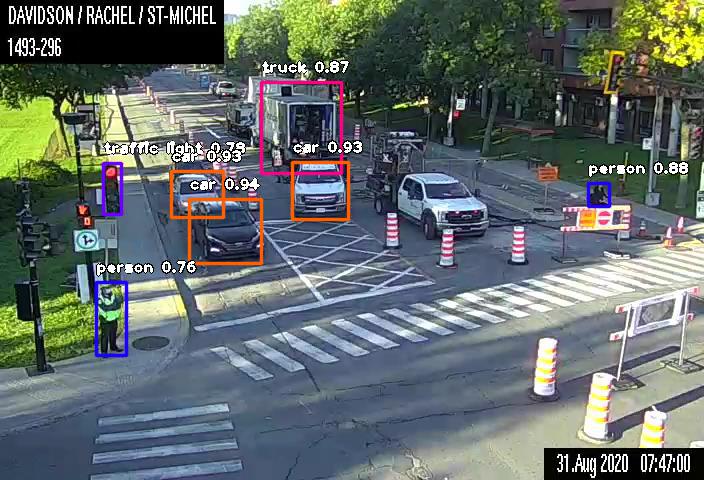 DAVIDSON / RACHEL / ST-MICHEL
1493-296
truck 0.87
traffic light 0.79
car 0.93
car 0.93
car 0.94
person 0.88
person 0.76
31.Aug 2020 07:47:00